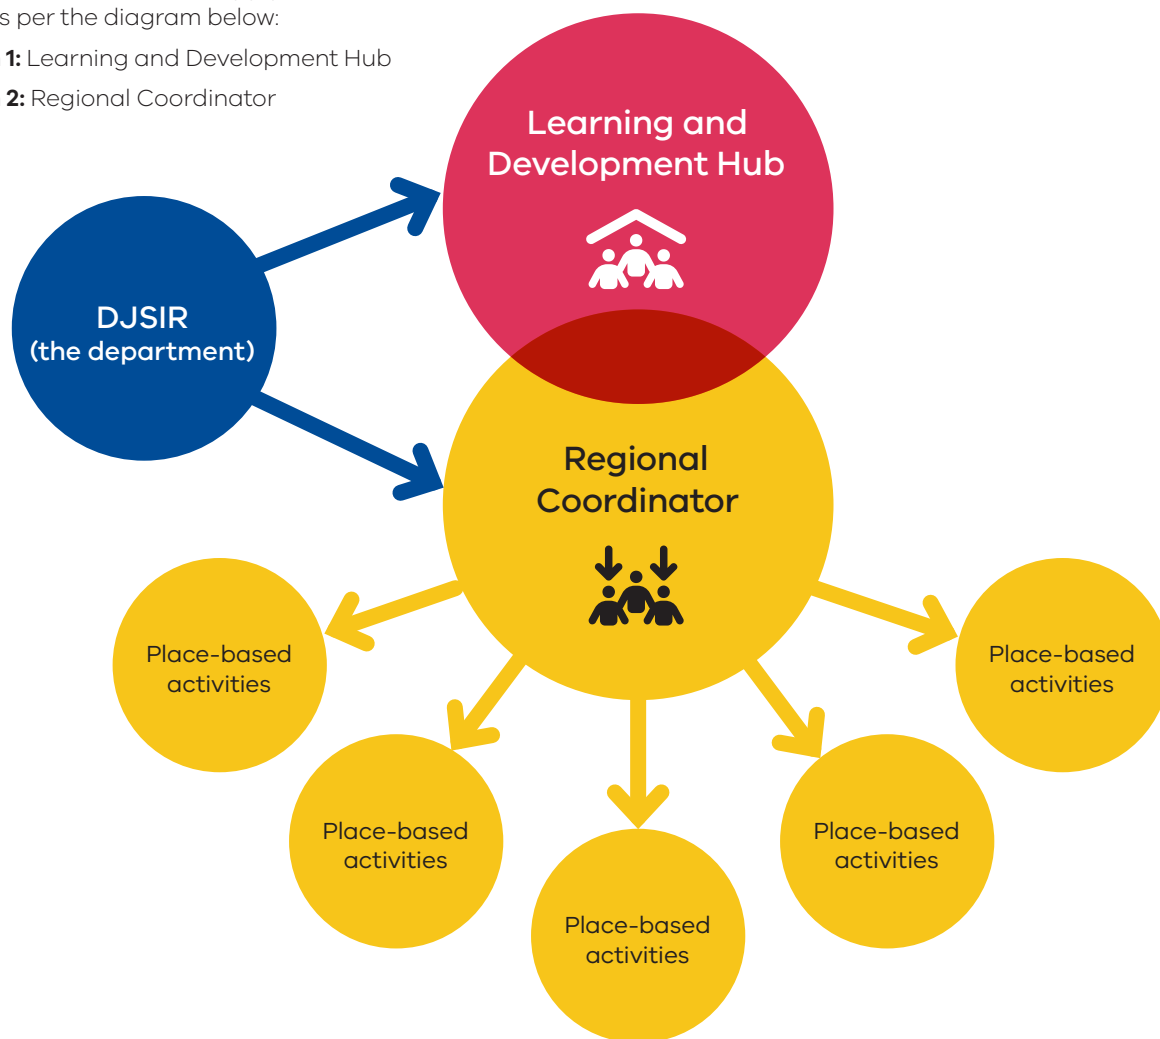 s per the diagram below:
1: Learning and Development Hub
2: Regional Coordinator
Learning and
Development Hub
DJSIR
(the department)
Regional
Coordinator
Place-based
activities
Place-based
activities
Place-based
activities
Place-based
activities
Place-based
activities